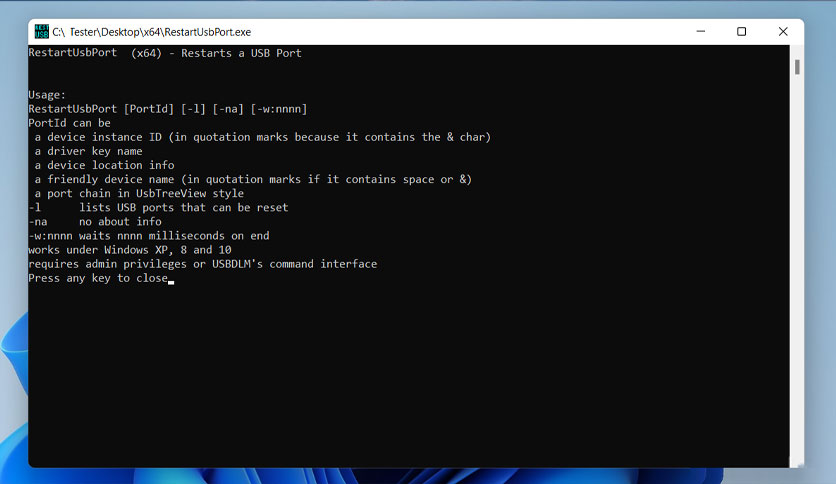 TEST
USB
C:\ Tester\Desktop\x64\RestartUsbPort.exe
RestartUsbPort (x64) - Restarts a USB Port
Usage:
RestartUsbPort [PortId] [-l] [-na] [-w:nnnn]
PortId can be
a device instance ID (in quotation marks because it contains the & char)
a driver key name
a device location info
a friendly device name (in quotation marks if it contains space or &)
a port chain in UsbTreeView style
-l lists USB ports that can be reset
-na no about info
-w:nnnn waits nnnn milliseconds on end
works under Windows XP, 8 and 10
requires admin privileges or USBDLM's command interface
Press any key to close